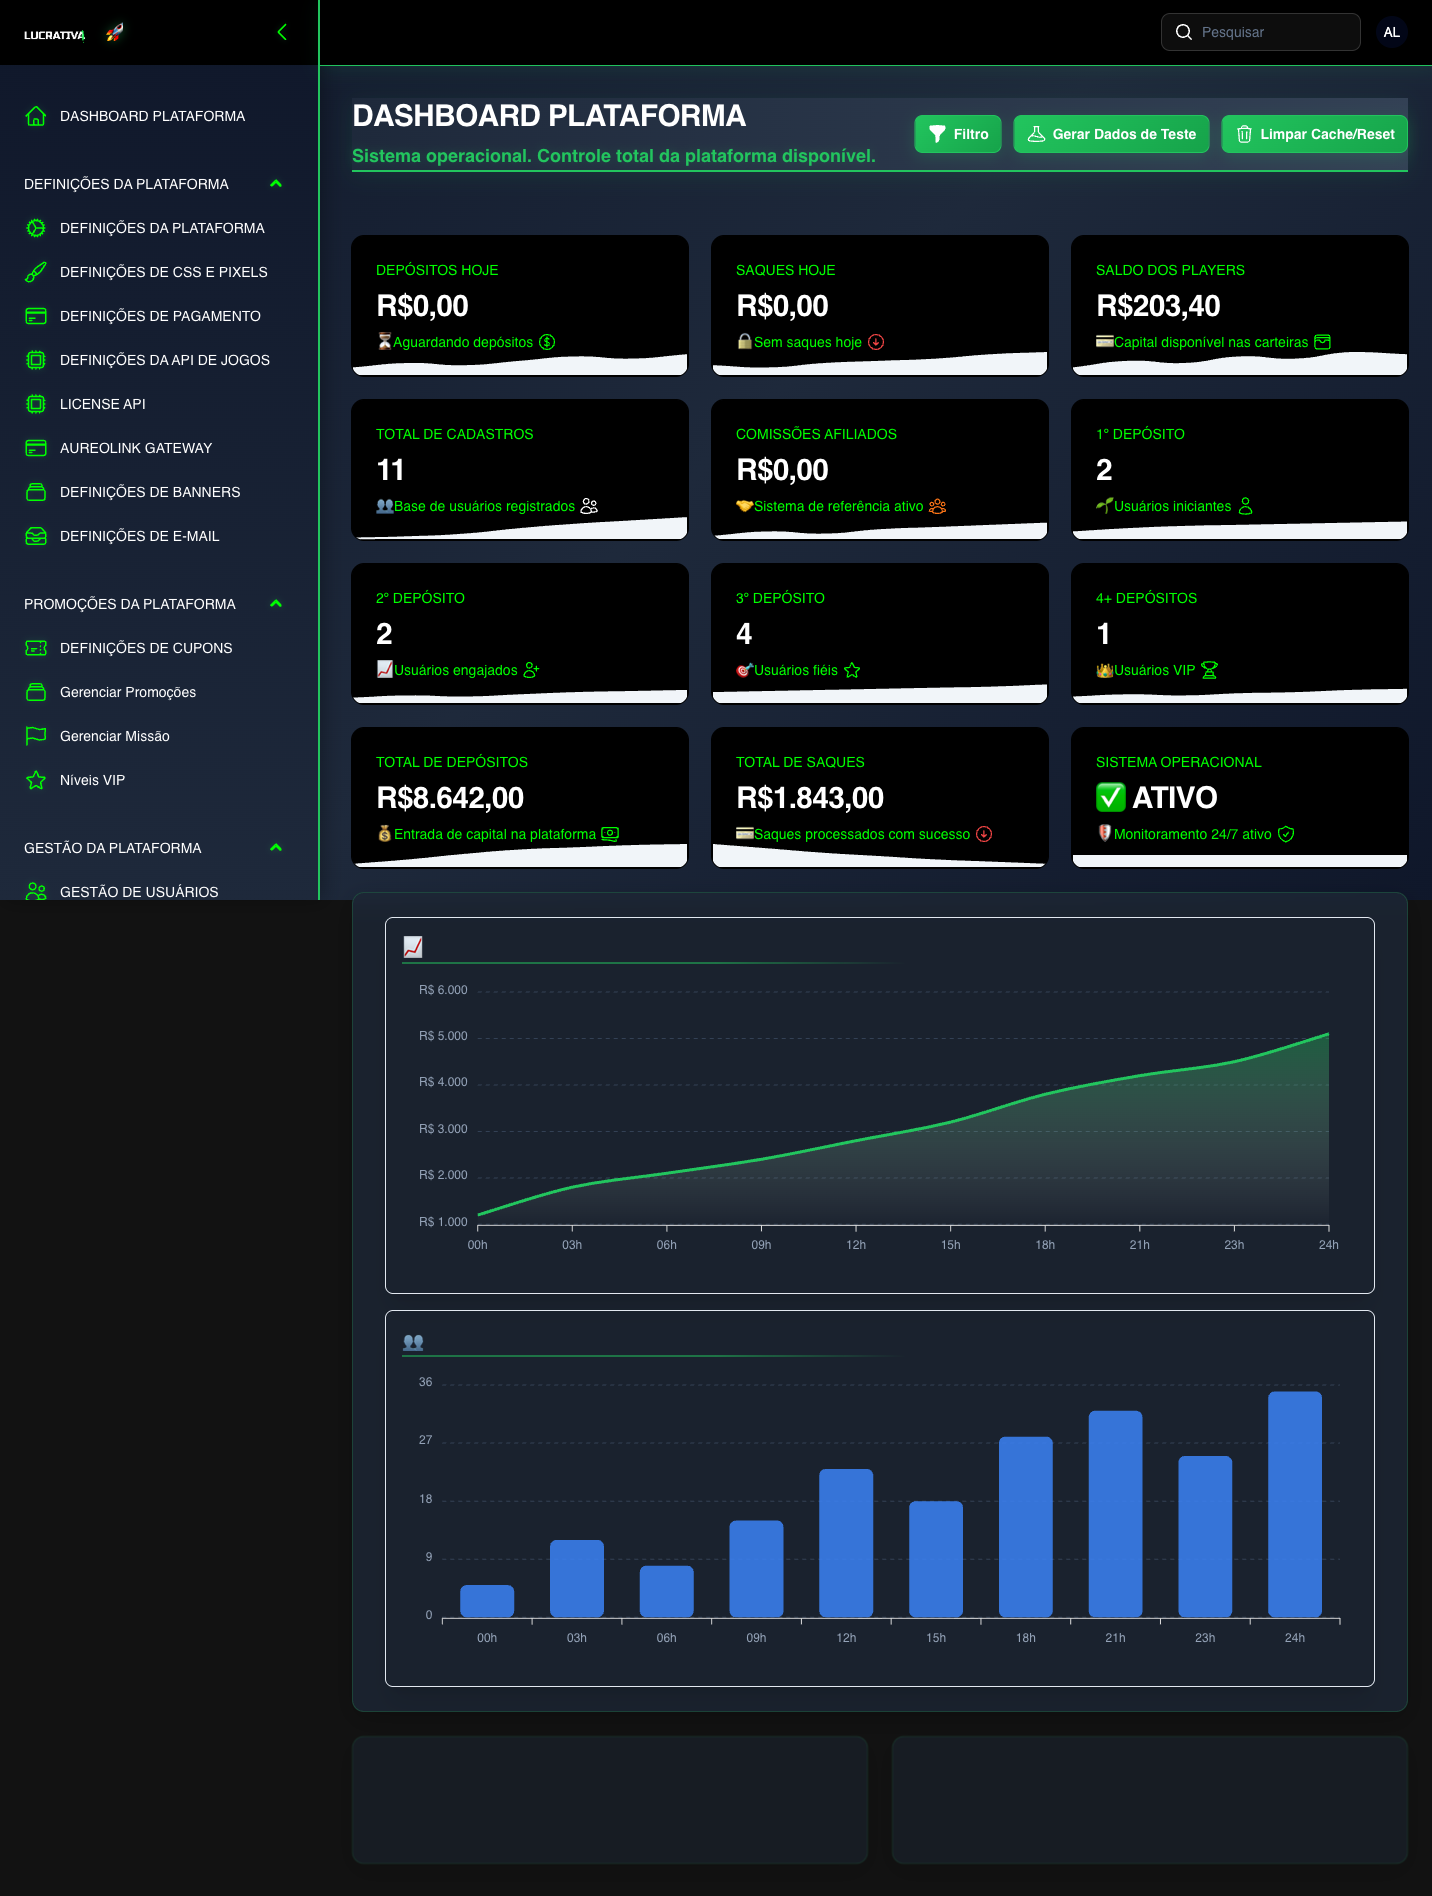 LUCRATIVA
Pesquisar
AL
DASHBOARD PLATAFORMA
DEFINIÇÕES DA PLATAFORMA
DEFINIÇÕES DA PLATAFORMA
DEFINIÇÕES DE CSS E PIXELS
DEFINIÇÕES DE PAGAMENTO
DEFINIÇÕES DA API DE JOGOS
LICENSE API
AUREOLINK GATEWAY
DEFINIÇÕES DE BANNERS
DEFINIÇÕES DE E-MAIL
PROMOÇÕES DA PLATAFORMA
DEFINIÇÕES DE CUPONS
Gerenciar Promoções
Gerenciar Missão
Níveis VIP
GESTÃO DA PLATAFORMA
GESTÃO DE USUÁRIOS
DASHBOARD PLATAFORMA
Sistema operacional. Controle total da plataforma disponível.
Filtro
Gerar Dados de Teste
Limpar Cache/Reset
DEPÓSITOS HOJE
R$0,00
⏳Aguardando depósitos
SAQUES HOJE
R$0,00
🔒Sem saques hoje
SALDO DOS PLAYERS
R$203,40
💳Capital disponível nas carteiras
TOTAL DE CADASTROS
11
👥Base de usuários registrados
COMISSÕES AFILIADOS
R$0,00
🤝Sistema de referência ativo
1º DEPÓSITO
2
🌱Usuários iniciantes
2º DEPÓSITO
2
📈Usuários engajados
3º DEPÓSITO
4
🎯Usuários fiéis
4+ DEPÓSITOS
1
👑Usuários VIP
TOTAL DE DEPÓSITOS
R$8.642,00
💰Entrada de capital na plataforma
TOTAL DE SAQUES
R$1.843,00
💳Saques processados com sucesso
SISTEMA OPERACIONAL
✅ ATIVO
🛡️Monitoramento 24/7 ativo
📈
R$ 6.000
R$ 5.000
R$ 4.000
R$ 3.000
R$ 2.000
R$ 1.000
00h 03h 06h 09h 12h 15h 18h 21h 23h 24h
👥
36
27
18
9
0
00h 03h 06h 09h 12h 15h 18h 21h 23h 24h